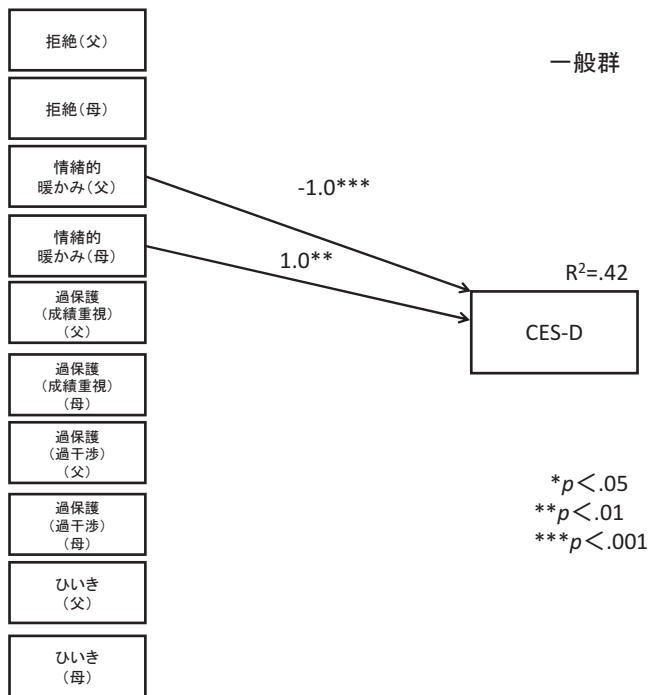 拒絶(父)
一般群
拒絶(母)
情緒的
暖かみ(父)
-1.0***
情緒的
暖かみ(母)
1.0**
R²=.42
CES-D
過保護
(成績重視)
(父)
過保護
(成績重視)
(母)
過保護
(過干渉)
(父)
過保護
(過干渉)
(母)
*p＜.05
**p＜.01
***p＜.001
ひいき
(父)
ひいき
(母)